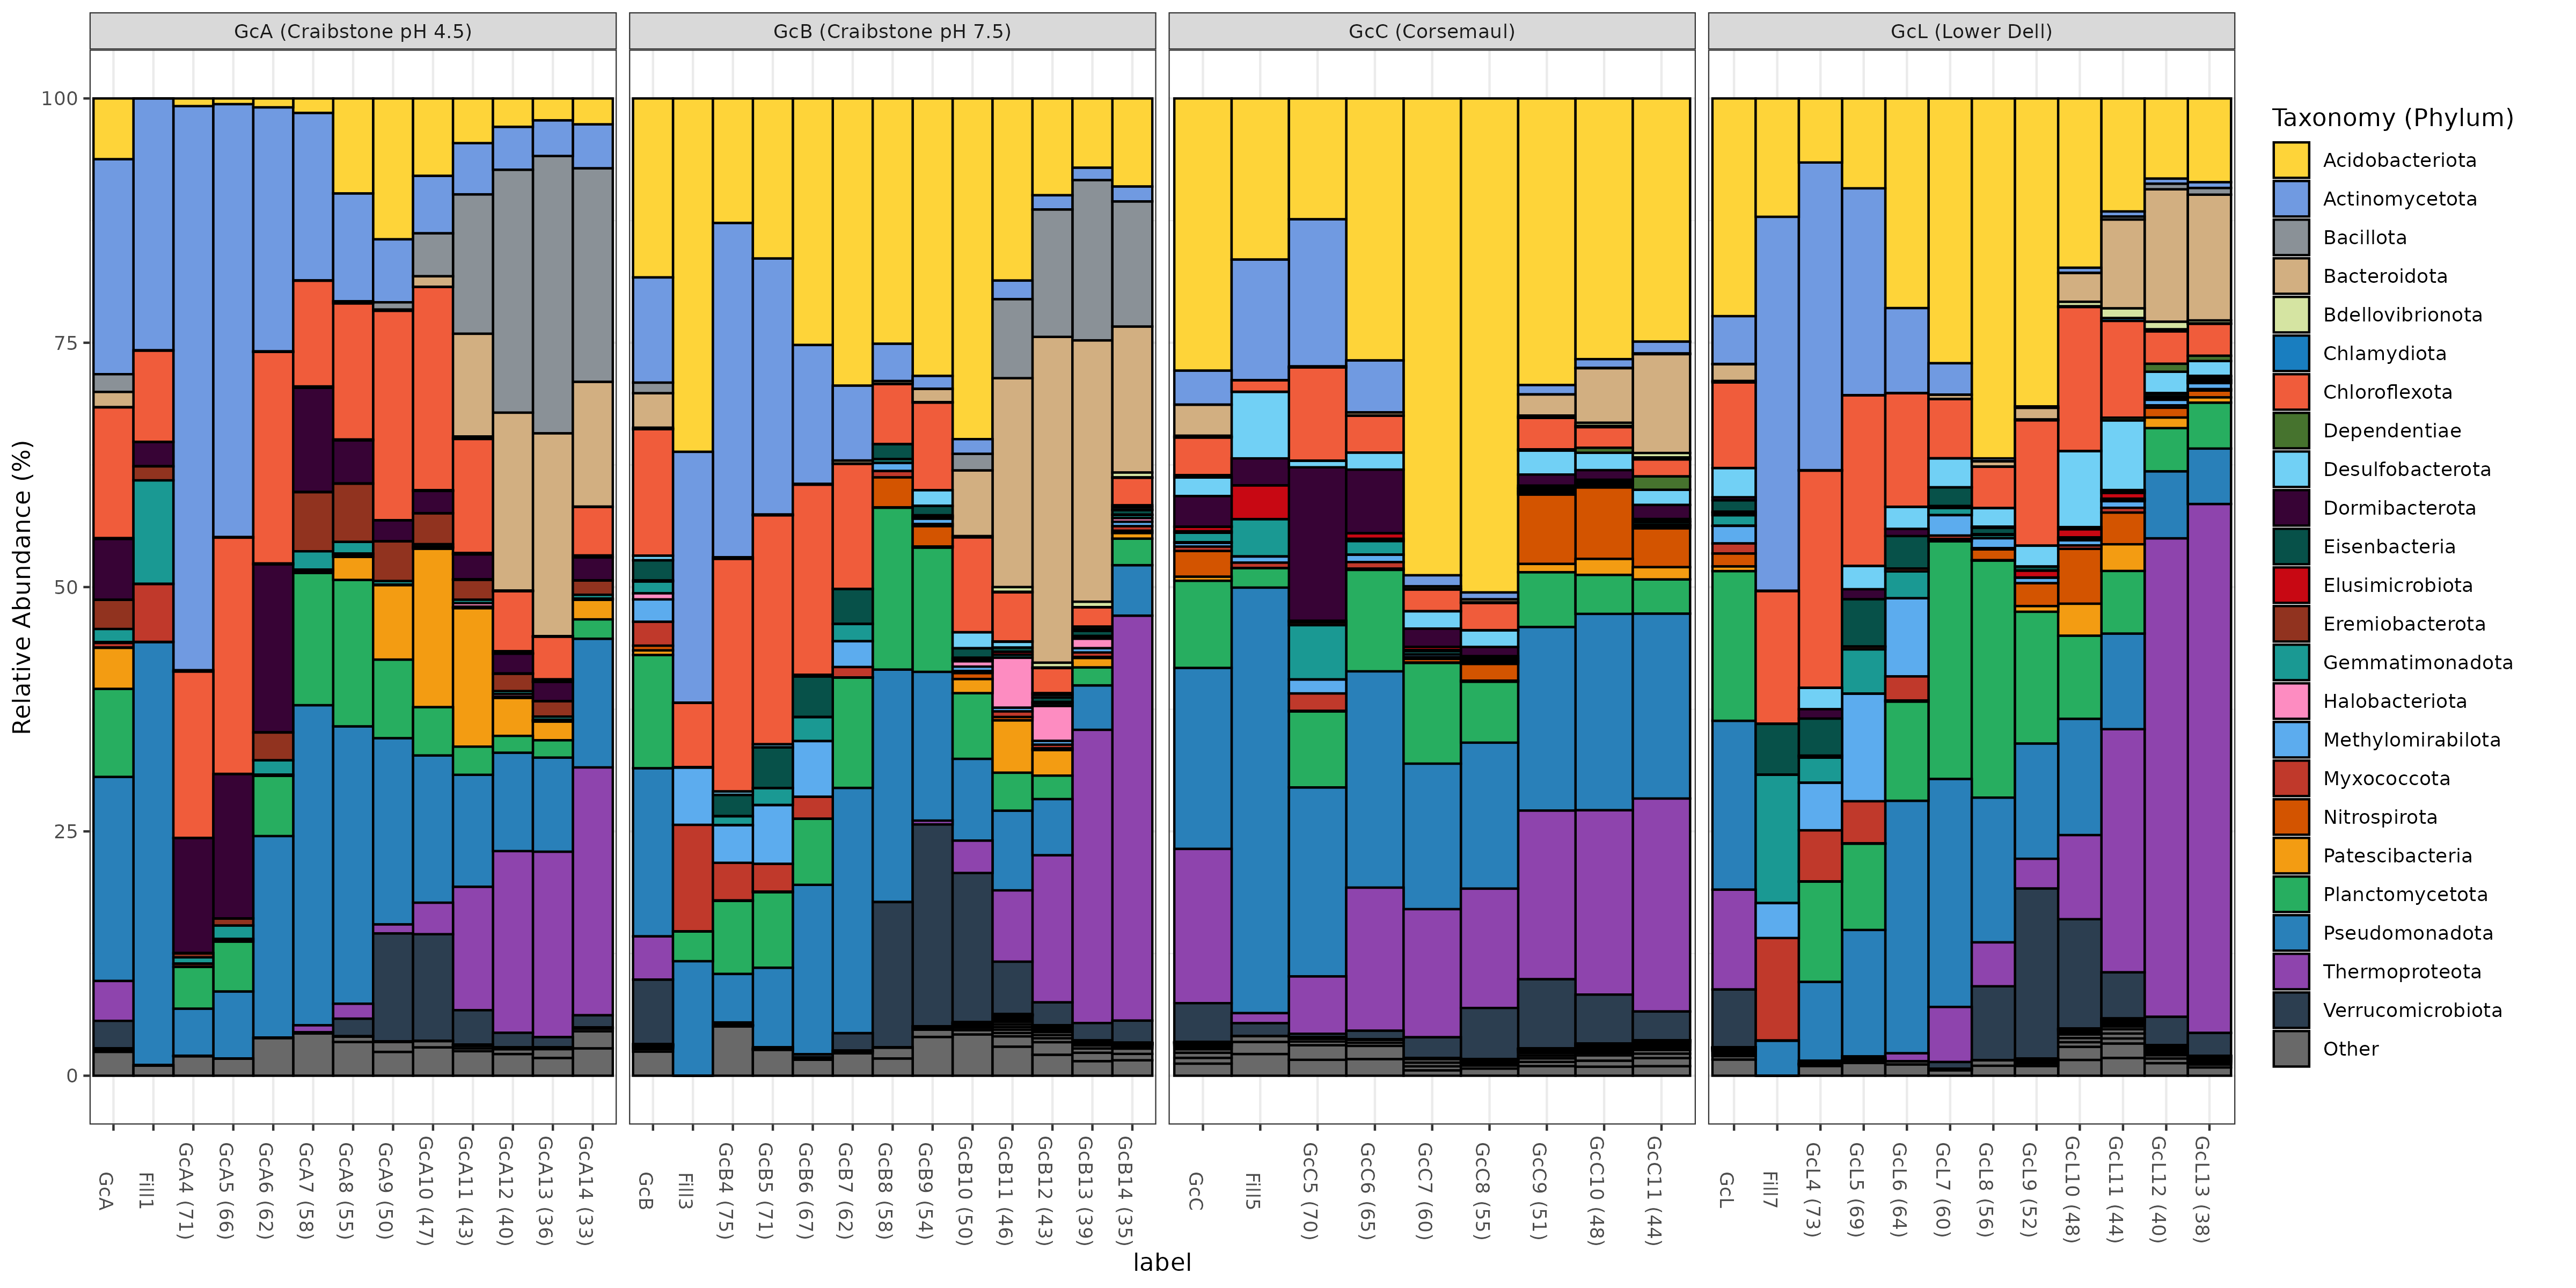 GcA (Craibstone pH 4.5)
GcB (Craibstone pH 7.5)
GcC (Corsemaul)
GcL (Lower Dell)
Relative Abundance (%)
100
75
50
25
0
GcA
Fill1
GcA4 (71)
GcA5 (66)
GcA6 (62)
GcA7 (58)
GcA8 (55)
GcA9 (50)
GcA10 (47)
GcA11 (43)
GcA12 (40)
GcA13 (36)
GcA14 (33)
GcB
Fill3
GcB4 (75)
GcB5 (71)
GcB6 (67)
GcB7 (62)
GcB8 (58)
GcB9 (54)
GcB10 (50)
GcB11 (46)
GcB12 (43)
GcB13 (39)
GcB14 (35)
GcC
Fill5
GcC5 (70)
GcC6 (65)
GcC7 (60)
GcC8 (55)
GcC9 (51)
GcC10 (48)
GcC11 (44)
GcL
Fill7
GcL4 (73)
GcL5 (69)
GcL6 (64)
GcL7 (60)
GcL8 (56)
GcL9 (52)
GcL10 (48)
GcL11 (44)
GcL12 (40)
GcL13 (38)
label
Taxonomy (Phylum)
Acidobacteriota
Actinomycetota
Bacillota
Bacteroidota
Bdellovibrionota
Chlamydiota
Chloroflexota
Dependentiae
Desulfobacterota
Dormibacterota
Eisenbacteria
Elusimicrobiota
Eremiobacterota
Gemmatimonadota
Halobacteriota
Methylomirabilota
Myxococcota
Nitrospirota
Patescibacteria
Planctomycetota
Pseudomonadota
Thermoproteota
Verrucomicrobiota
Other